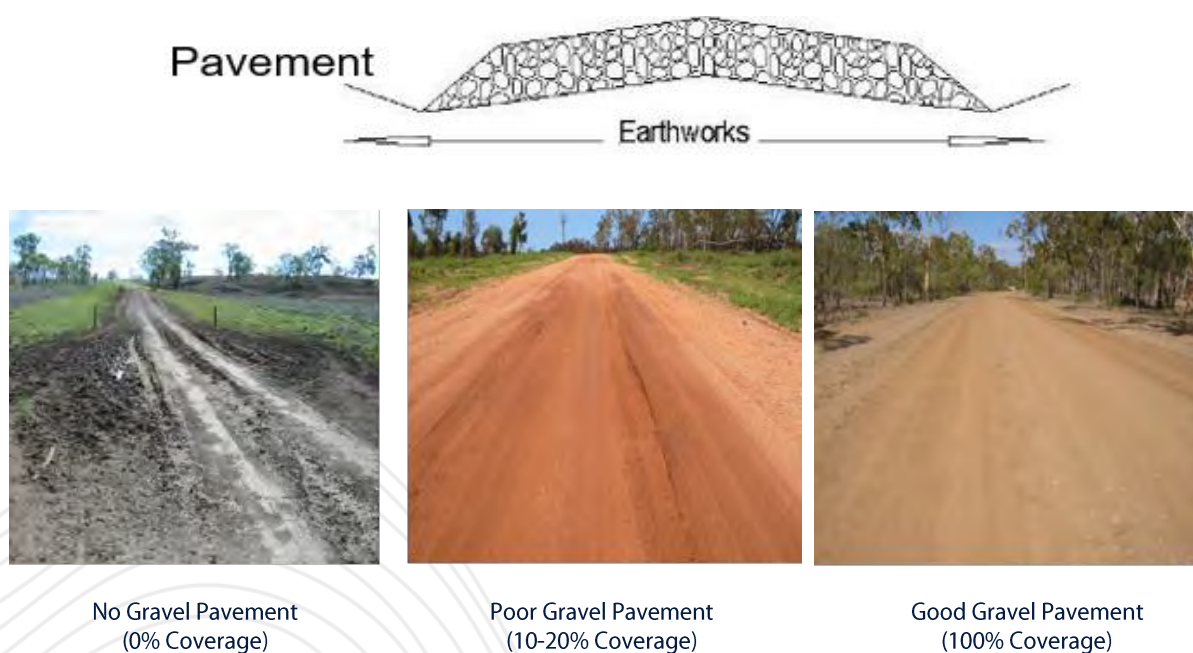 Pavement
Earthworks
No Gravel Pavement
(0% Coverage)
Poor Gravel Pavement
(10-20% Coverage)
Good Gravel Pavement
(100% Coverage)